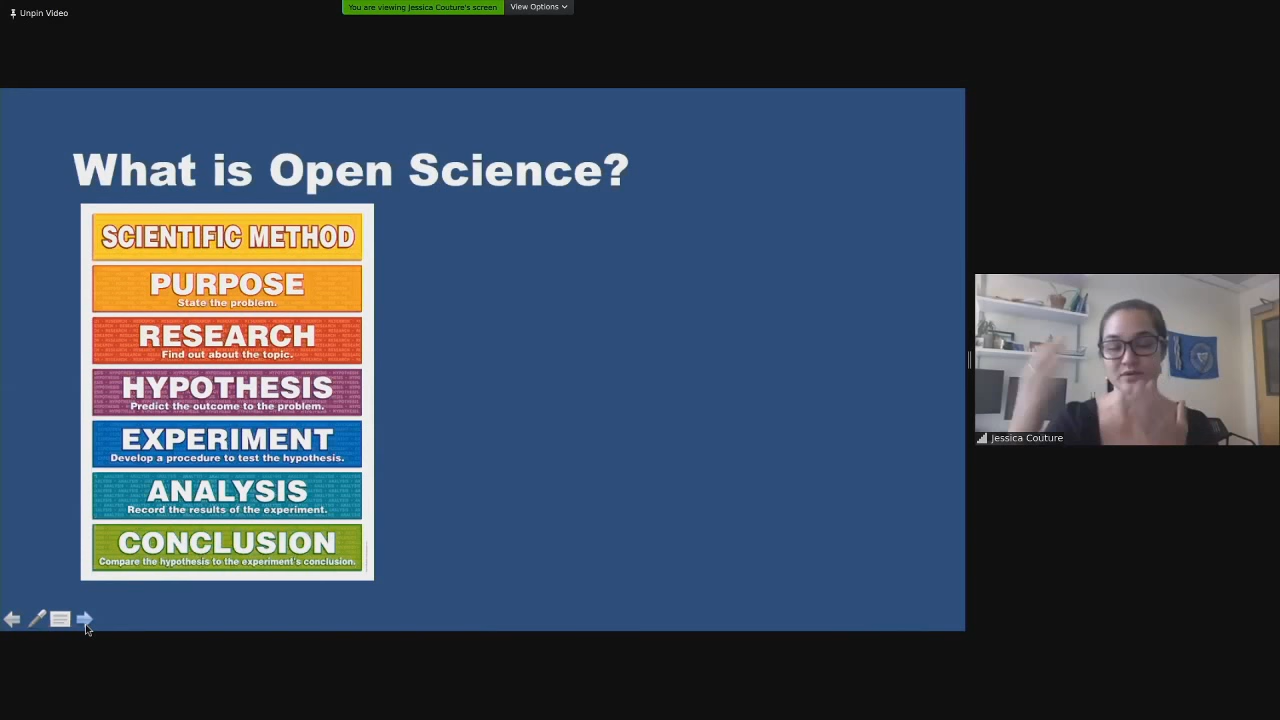 Unpin Video
You are viewing Jessica Couture's screen
View Options
What is Open Science?
SCIENTIFIC METHOD
PURPOSE
State the problem.
RESEARCH
Find out about the topic.
HYPOTHESIS
Predict the outcome to the problem.
EXPERIMENT
Develop a procedure to test the hypothesis.
ANALYSIS
Record the results of the experiment.
CONCLUSION
Compare the hypothesis to the experiment's conclusion.
Jessica Couture